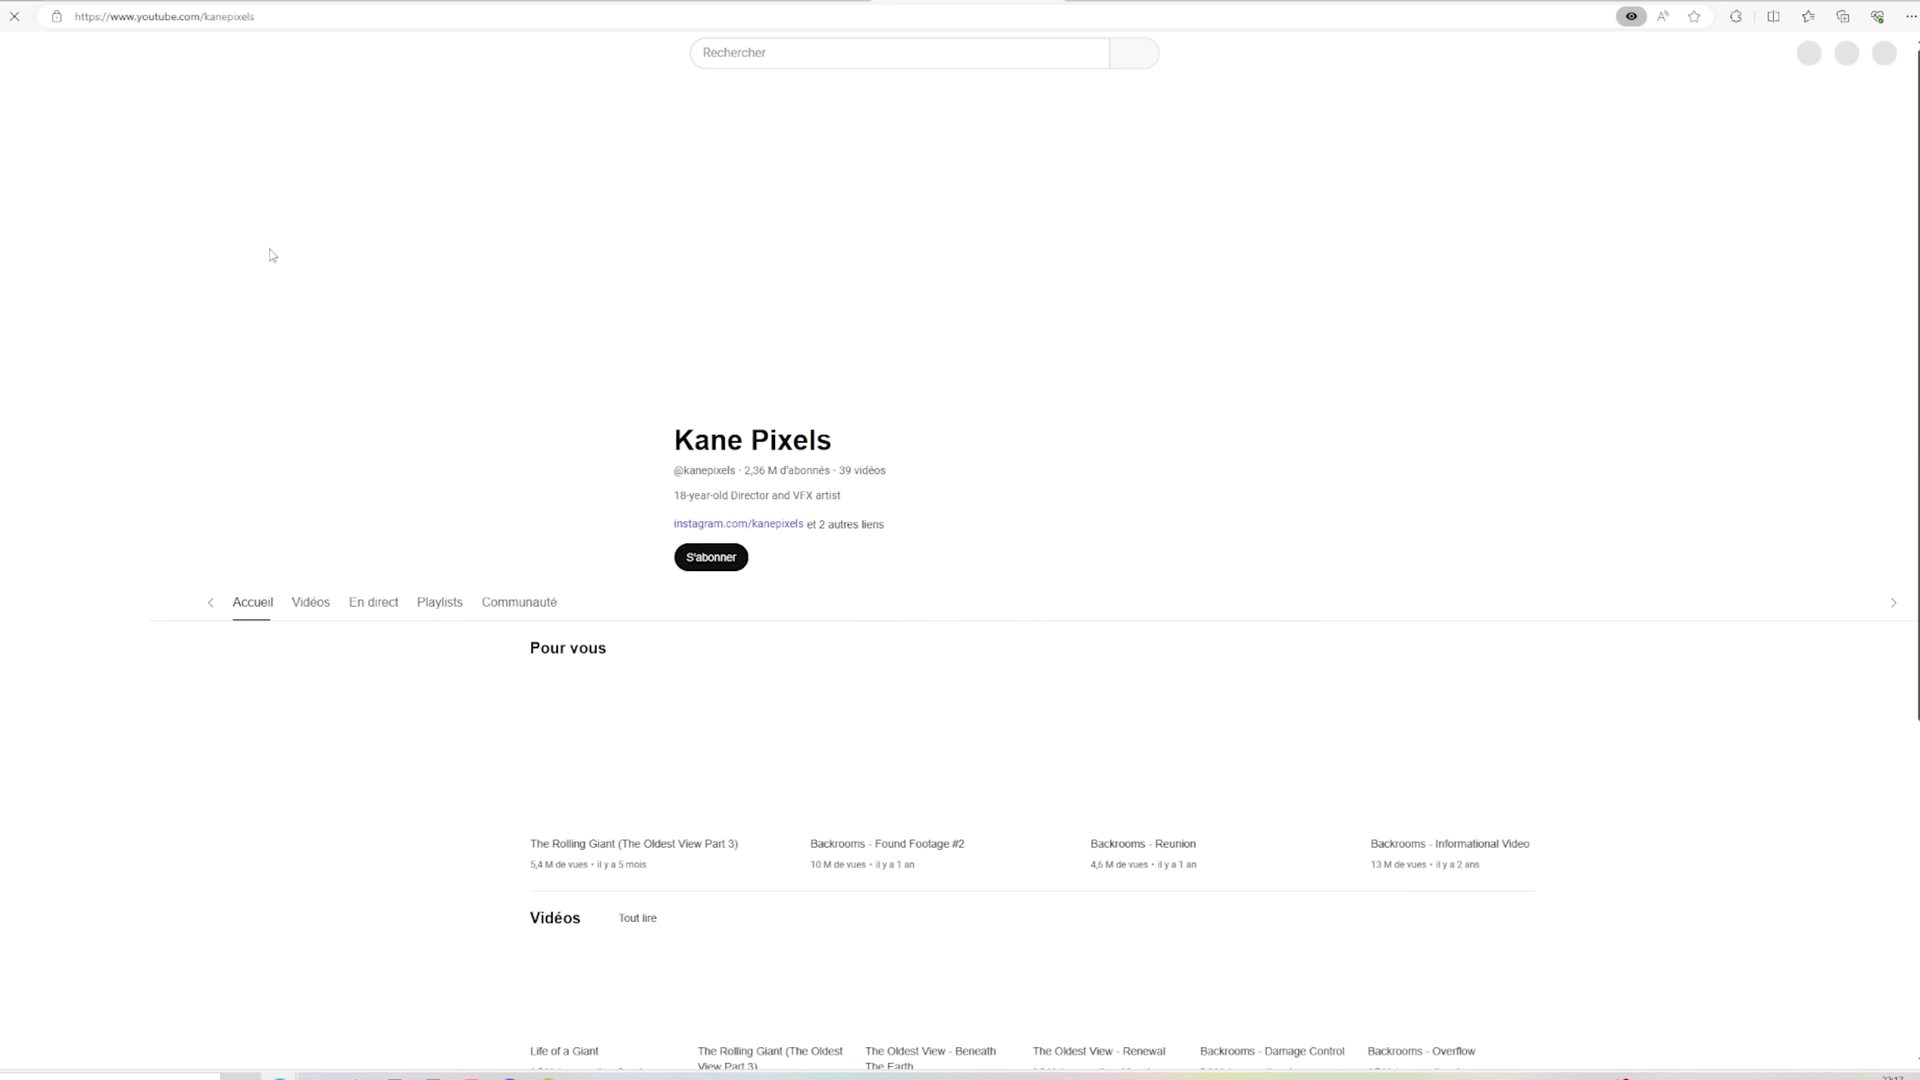 https://www.youtube.com/kanepixels
Rechercher
Kane Pixels
@kanepixels · 2,36 M d'abonnés · 39 vidéos
18-year-old Director and VFX artist
instagram.com/kanepixels et 2 autres liens
S'abonner
Accueil Vidéos En direct Playlists Communauté
Pour vous
The Rolling Giant (The Oldest View Part 3) Backrooms - Found Footage #2 Backrooms - Reunion Backrooms - Informational Video
5,4 M de vues • il y a 5 mois 10 M de vues • il y a 1 an 4,6 M de vues • il y a 1 an 13 M de vues • il y a 2 ans
Vidéos Tout lire
Life of a Giant The Rolling Giant (The Oldest The Oldest View - Beneath The Oldest View - Renewal Backrooms - Damage Control Backrooms - Overflow
View Part 3) The Earth